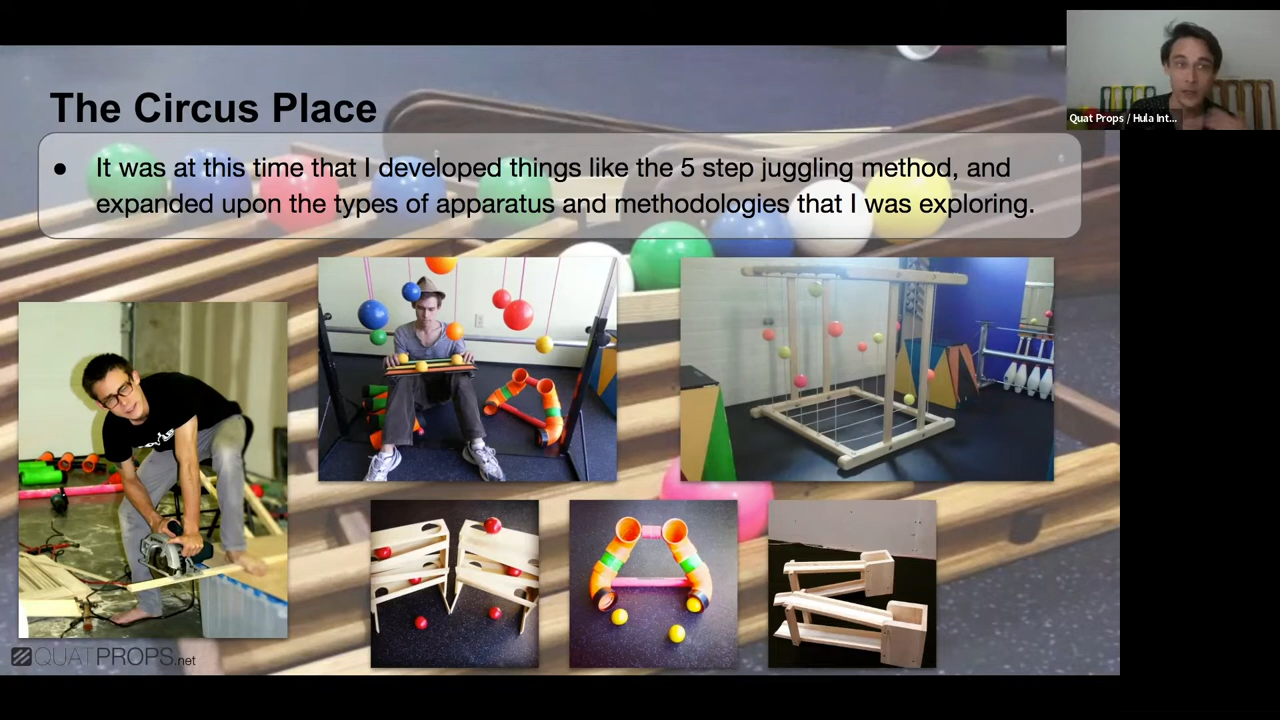 Quat Props / Hula Int...
The Circus Place
● It was at this time that I developed things like the 5 step juggling method, and
expanded upon the types of apparatus and methodologies that I was exploring.
QUATPROPS.net